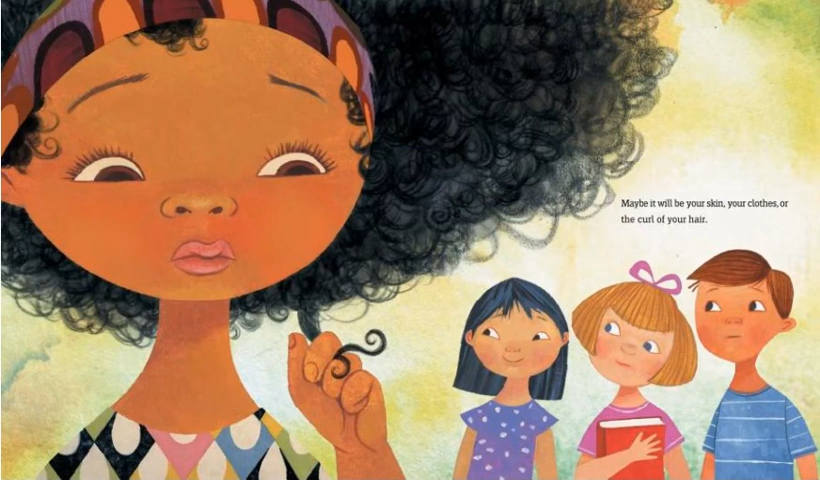 Maybe it will be your skin, your clothes, or
the curl of your hair.